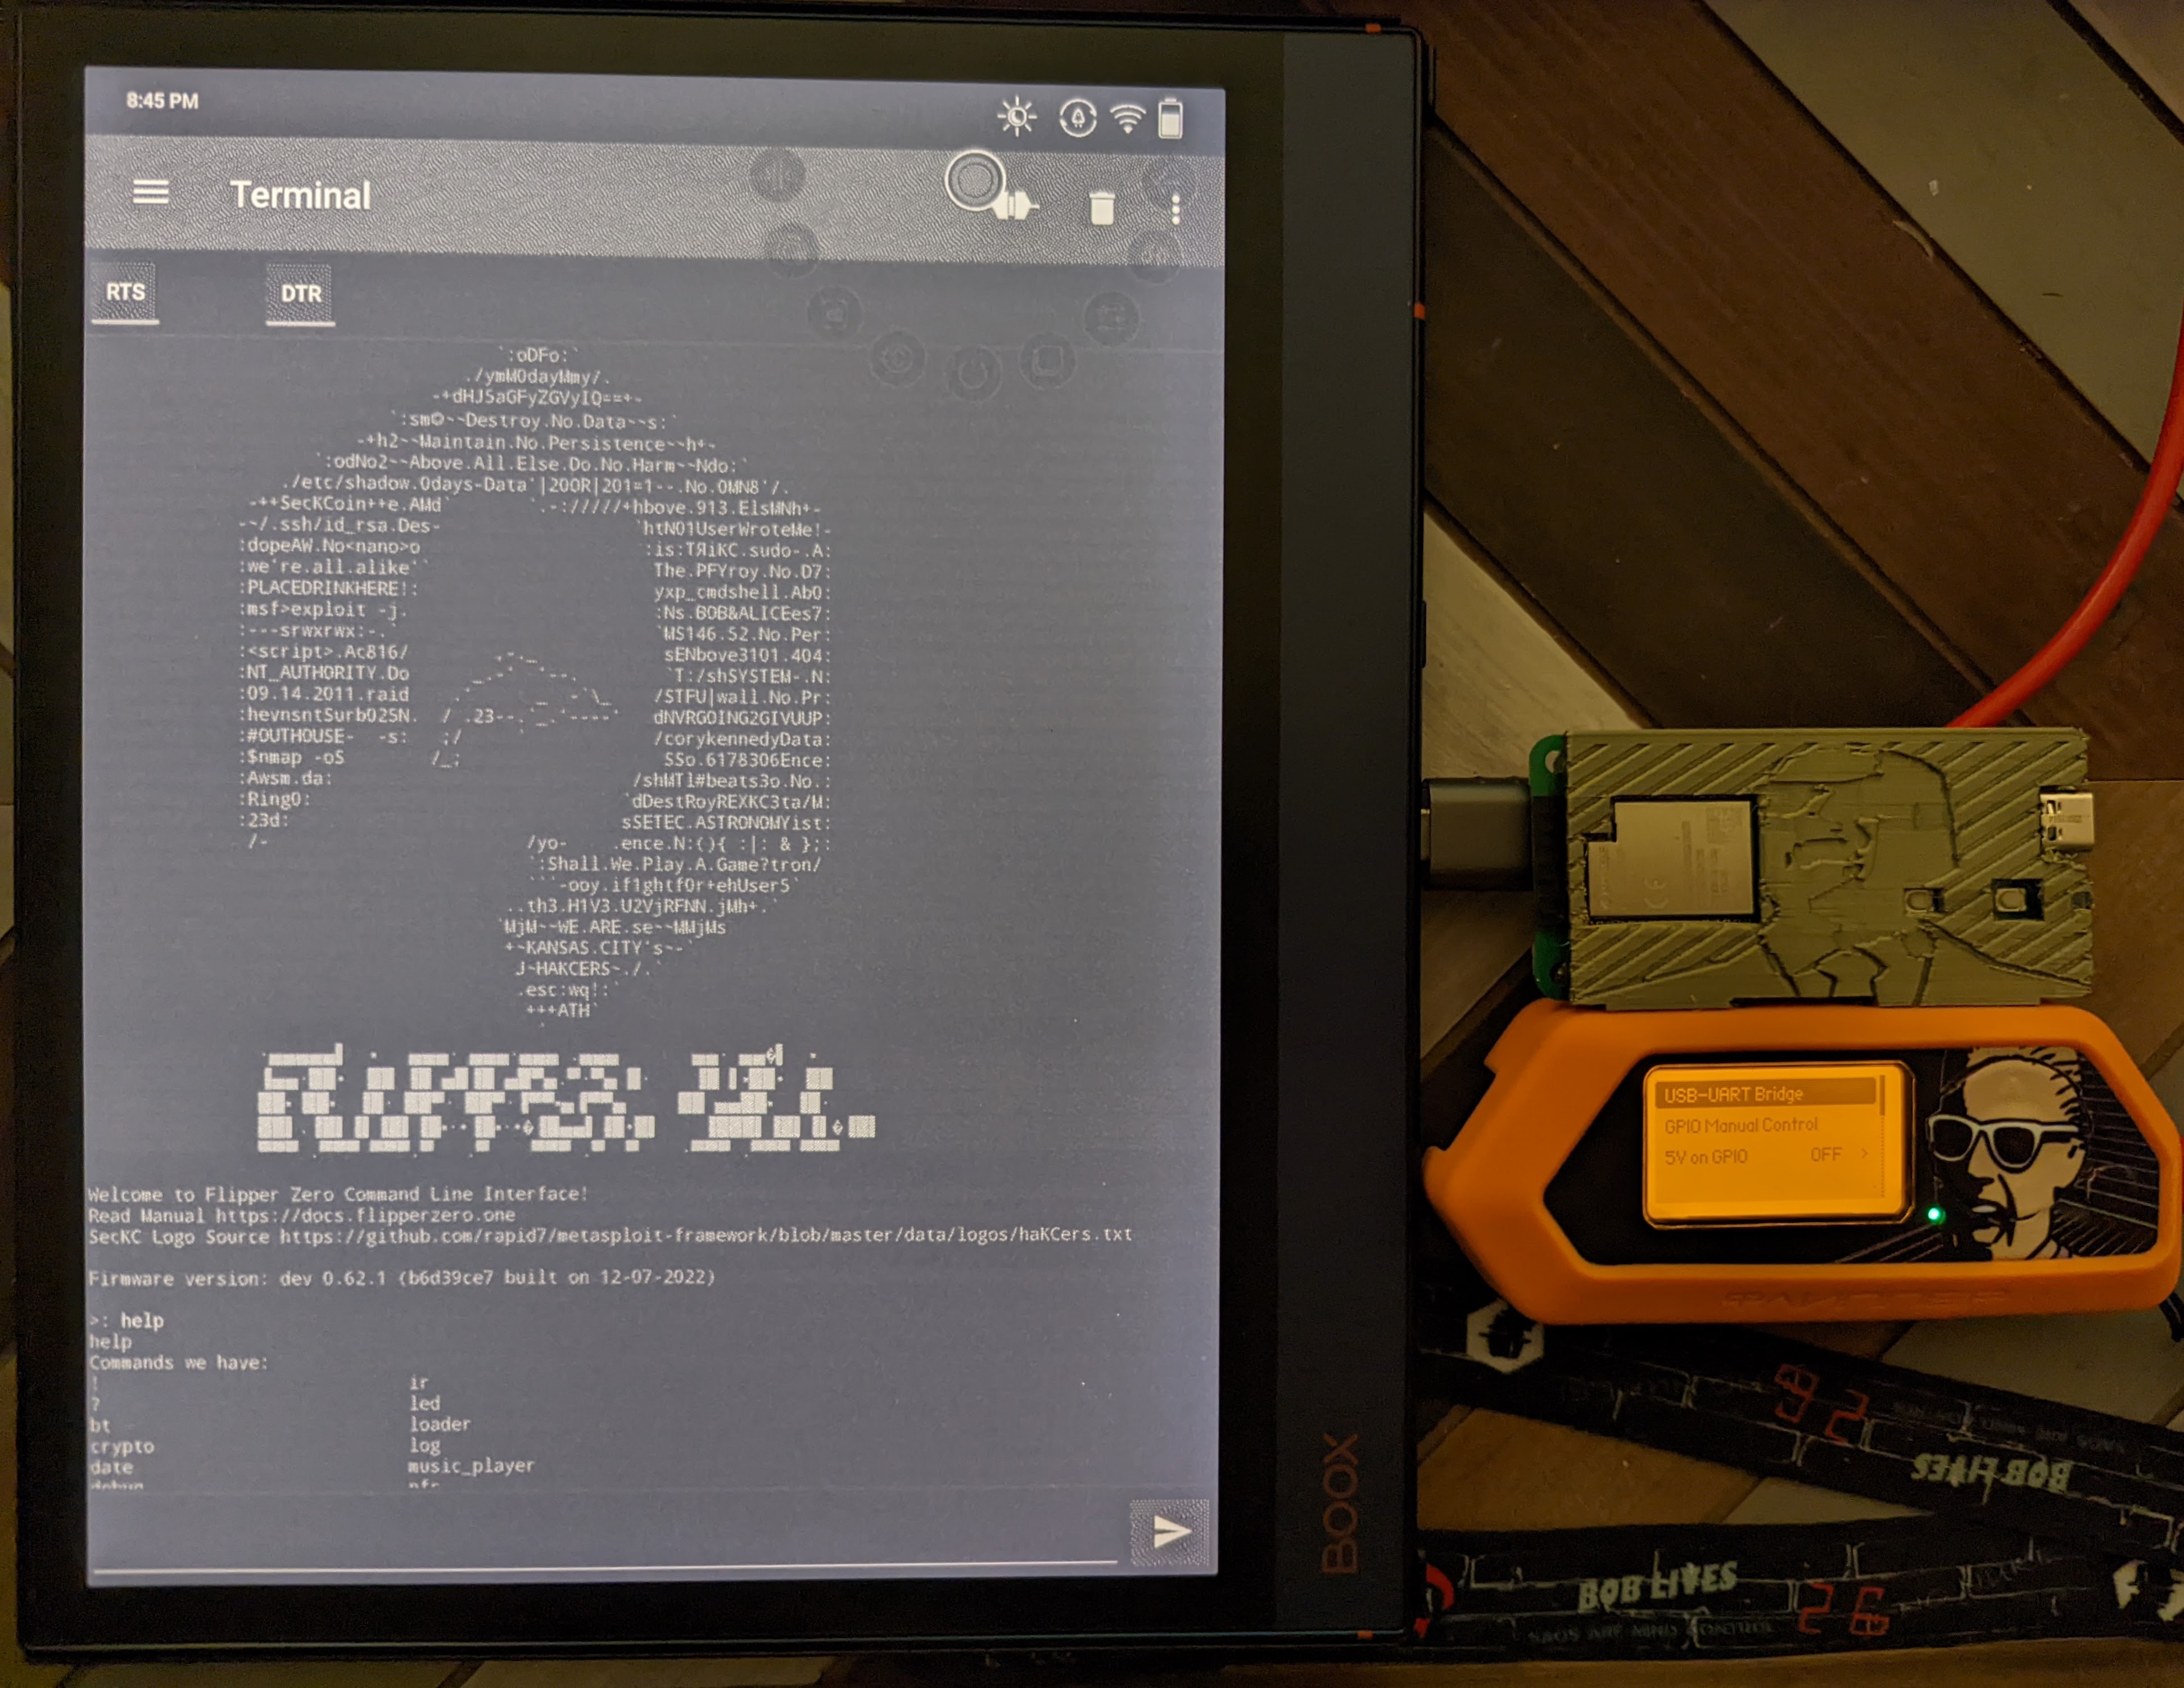 8:45 PM
Terminal
RTS DTR
`:oDFo:`
./ymM0dayMmy/.
-+dHJ5aGFyZGVyIQ==+-
`:sm©~~Destroy.No.Data~~s:`
-+h2~~Maintain.No.Persistence~~h+-
`:odNo2~~Above.All.Else.Do.No.Harm~~Ndo:`
./etc/shadow.0days-Data'|200R|201=1--.No.0MN8'/.
-++SecKCoin++e.AMd` `.-://///+hbove.913.ElsMNh+-
-~/.ssh/id_rsa.Des- `htN01UserWroteMe!-
:dopeAW.No<nano>o :is:TЯiKC.sudo-.A:
:we're.all.alike'` The.PFYroy.No.D7:
:PLACEDRINKHERE!: yxp_cmdshell.Ab0:
:msf>exploit -j. :Ns.BOB&ALICEes7:
:---srwxrwx:-.` `MS146.52.No.Per:
:<script>.Ac816/ sENbove3101.404:
:NT_AUTHORITY.Do `T:/shSYSTEM-.N:
:09.14.2011.raid /STFU|wall.No.Pr:
:hevnsntSurb025N. / .23--. dNVRGOING2GIVUUP:
:#OUTHOUSE- -s: ;/ /corykennedyData:
:$nmap -oS /_; SSo.6178306Ence:
:Awsm.da: /shMTl#beats3o.No.:
:Ring0: `dDestRoyREXKC3ta/M:
:23d: sSETEC.ASTRONOMYist:
/- /yo- .ence.N:(){ :|: & };:
`:Shall.We.Play.A.Game?tron/
```-ooy.if1ghtf0r+ehUser5`
..th3.H1V3.U2VjRFNN.jMh+.`
`MjM~~WE.ARE.se~~MMjMs
+~KANSAS.CITY's~-`
J~HAKCERS~./.`
.esc:wq!:`
+++ATH`
Welcome to Flipper Zero Command Line Interface!
Read Manual https://docs.flipperzero.one
SecKC Logo Source https://github.com/rapid7/metasploit-framework/blob/master/data/logos/haKCers.txt
Firmware version: dev 0.62.1 (b6d39ce7 built on 12-07-2022)
>: help
help
Commands we have:
! ir
? led
bt loader
crypto log
date music_player
debug nfc
BOOX
USB-UART Bridge
GPIO Manual Control
5V on GPIO OFF >
CE
FLIPPER
92
BOB LIVES
BOB LIVES
26